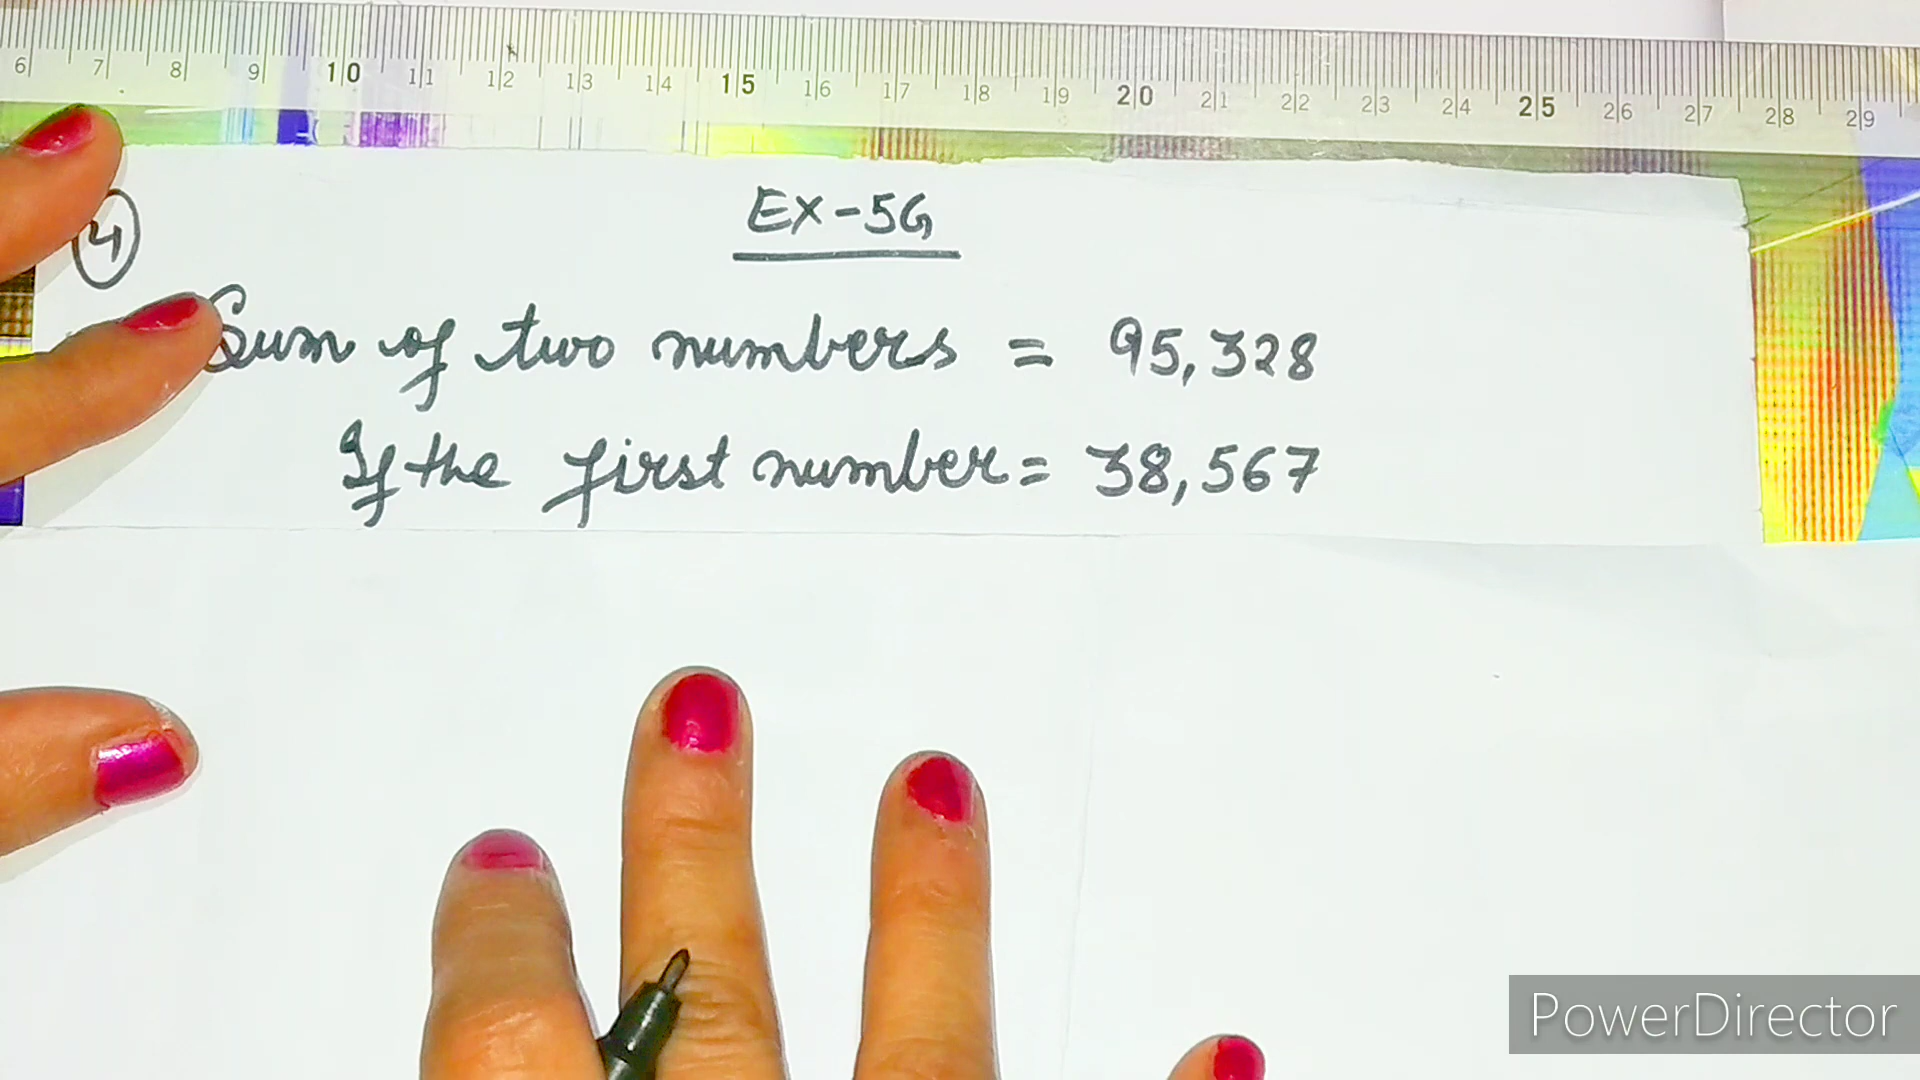 6 7 8 9 10 11 12 13 14 15 16 17 18 19 20 21 22 23 24 25 26 27 28 29
EX-5G
4
Sum of two numbers = 95,328
If the first number = 38,567
PowerDirector